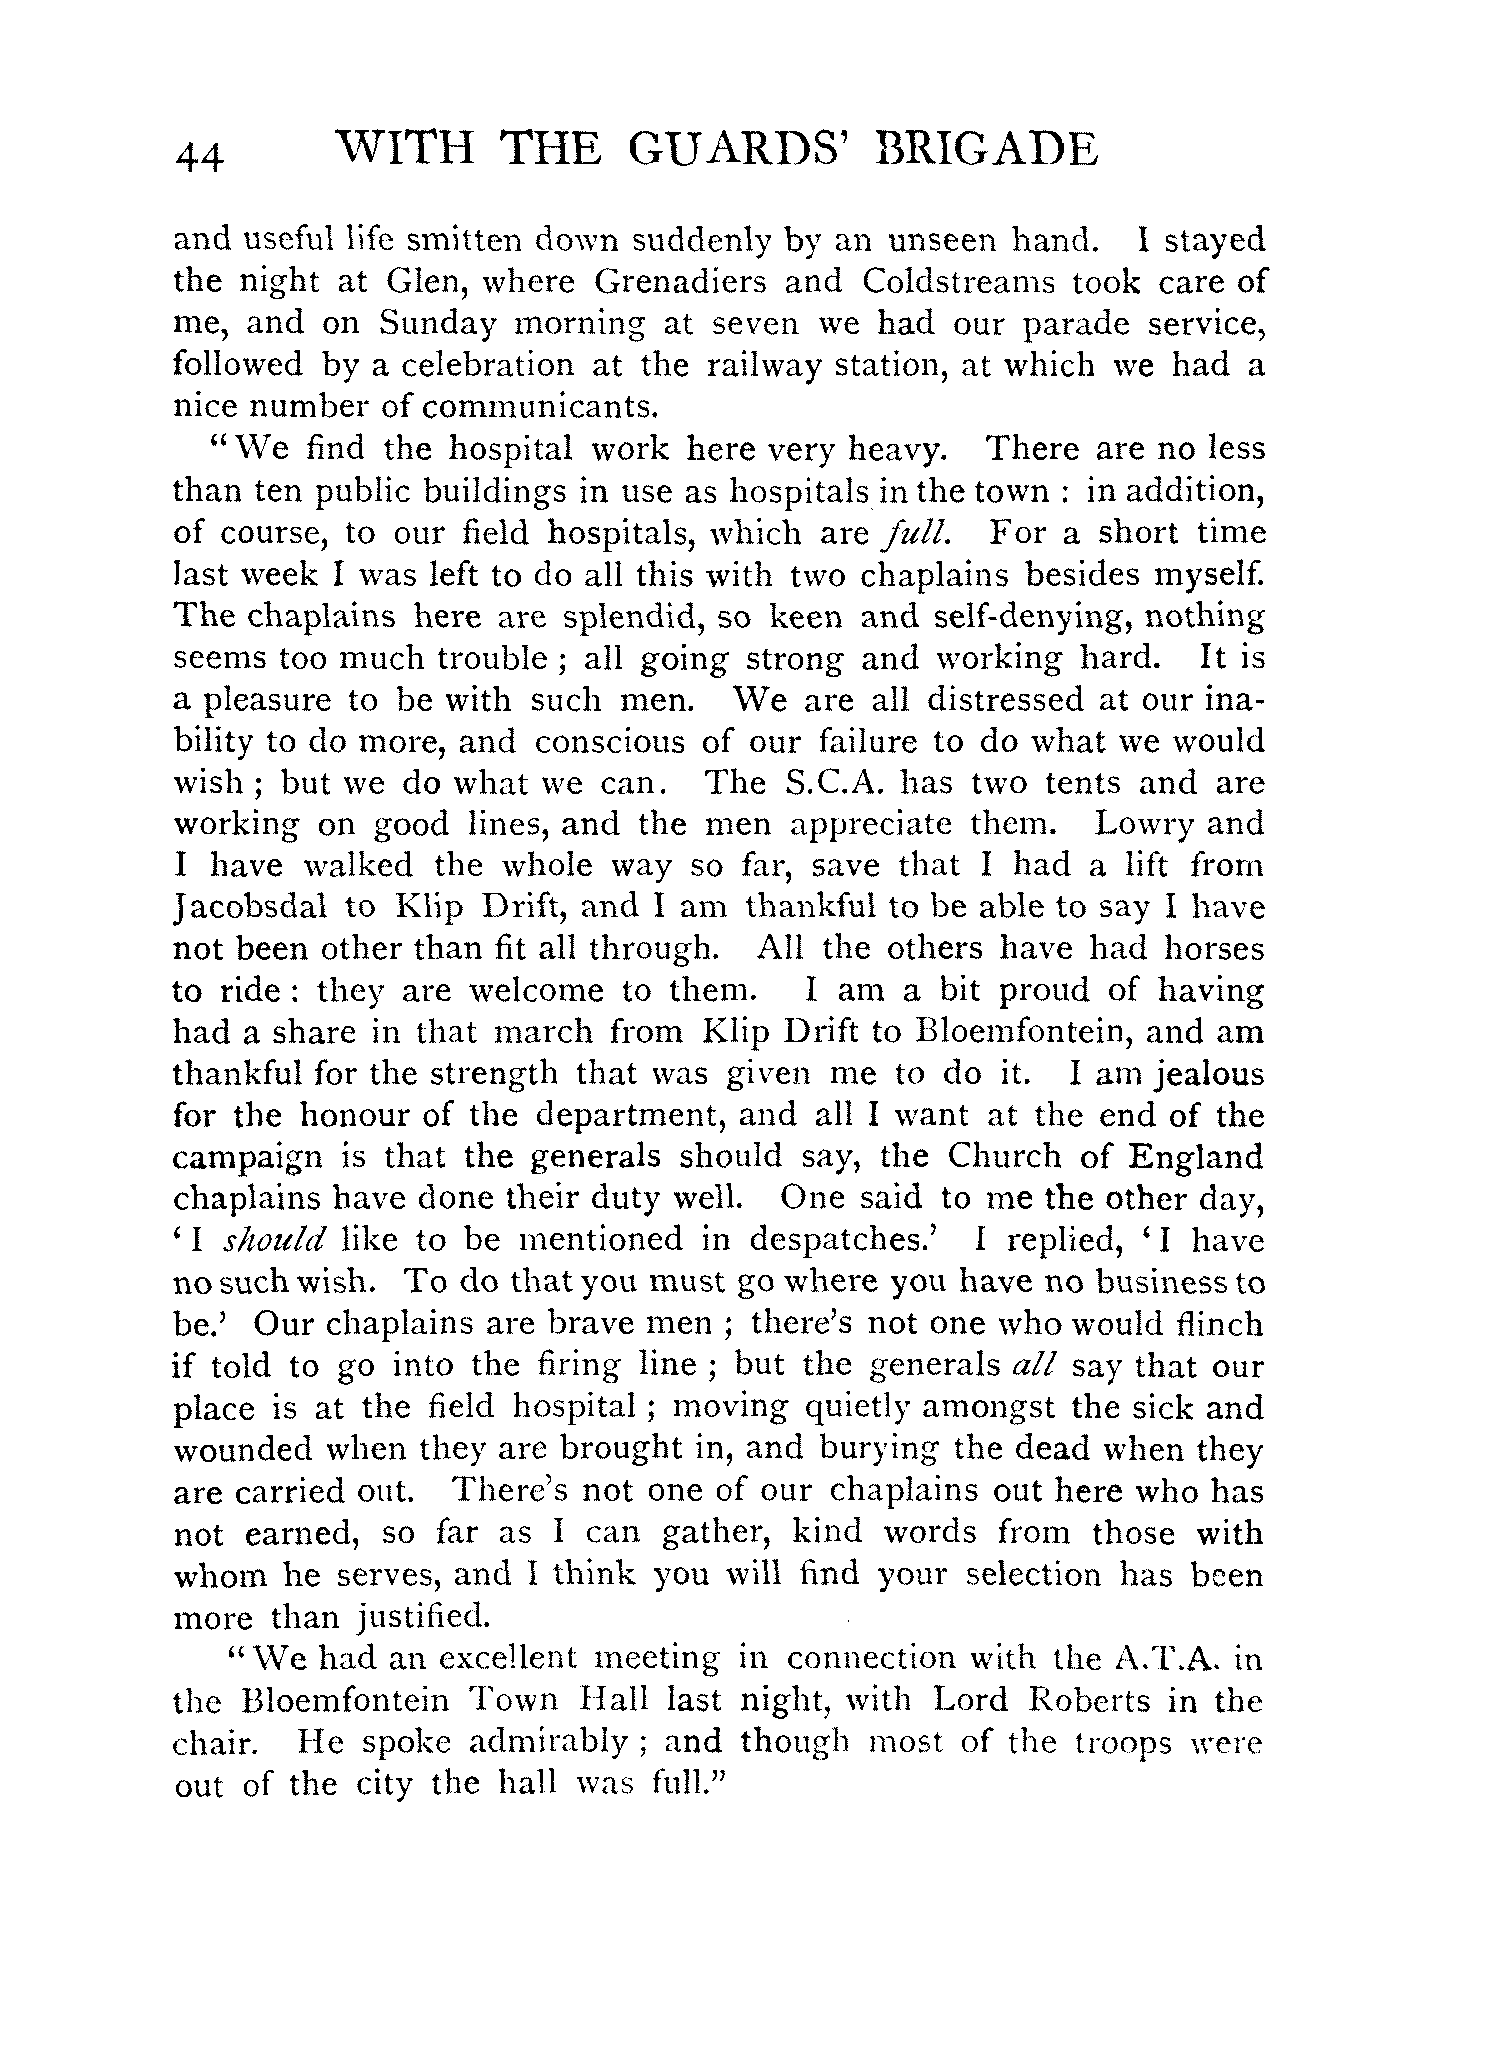 44 WITH THE GUARDS' BRIGADE
and useful life smitten down suddenly by an unseen hand. I stayed
the night at Glen, where Grenadiers and Coldstreams took care of
me, and on Sunday morning at seven we had our parade service,
followed by a celebration at the railway station, at which we had a
nice number of communicants.
“We find the hospital work here very heavy. There are no less
than ten public buildings in use as hospitals in the town : in addition,
of course, to our field hospitals, which are full. For a short time
last week I was left to do all this with two chaplains besides myself.
The chaplains here are splendid, so keen and self-denying, nothing
seems too much trouble ; all going strong and working hard. It is
a pleasure to be with such men. We are all distressed at our ina-
bility to do more, and conscious of our failure to do what we would
wish ; but we do what we can. The S.C.A. has two tents and are
working on good lines, and the men appreciate them. Lowry and
I have walked the whole way so far, save that I had a lift from
Jacobsdal to Klip Drift, and I am thankful to be able to say I have
not been other than fit all through. All the others have had horses
to ride : they are welcome to them. I am a bit proud of having
had a share in that march from Klip Drift to Bloemfontein, and am
thankful for the strength that was given me to do it. I am jealous
for the honour of the department, and all I want at the end of the
campaign is that the generals should say, the Church of England
chaplains have done their duty well. One said to me the other day,
‘I should like to be mentioned in despatches.’ I replied, ‘I have
no such wish. To do that you must go where you have no business to
be.’ Our chaplains are brave men ; there's not one who would flinch
if told to go into the firing line ; but the generals all say that our
place is at the field hospital ; moving quietly amongst the sick and
wounded when they are brought in, and burying the dead when they
are carried out. There's not one of our chaplains out here who has
not earned, so far as I can gather, kind words from those with
whom he serves, and I think you will find your selection has been
more than justified.
“We had an excellent meeting in connection with the A.T.A. in
the Bloemfontein Town Hall last night, with Lord Roberts in the
chair. He spoke admirably ; and though most of the troops were
out of the city the hall was full.”